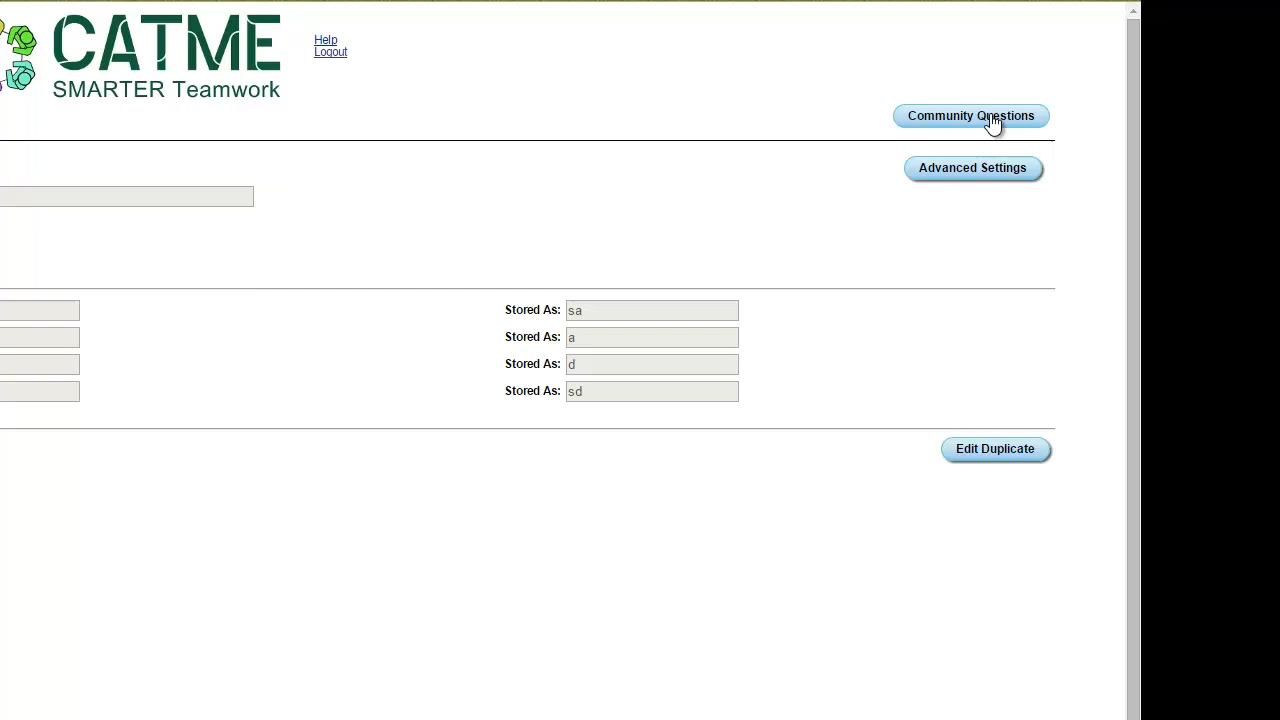 CATME
SMARTER Teamwork
Help
Logout
Community Questions
Advanced Settings
Stored As: sa
Stored As: a
Stored As: d
Stored As: sd
Edit Duplicate